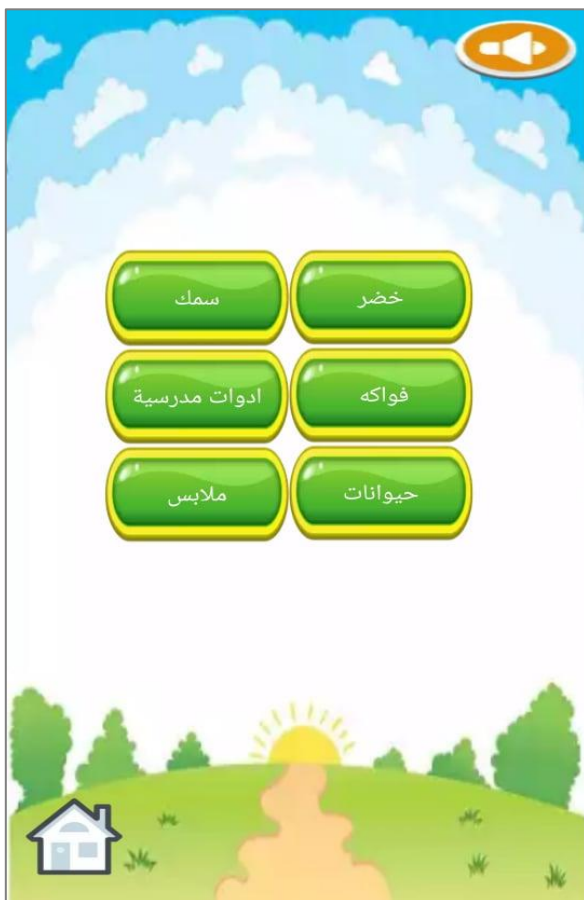 خضر
سمك
فواكه
ادوات مدرسية
حيوانات
ملابس